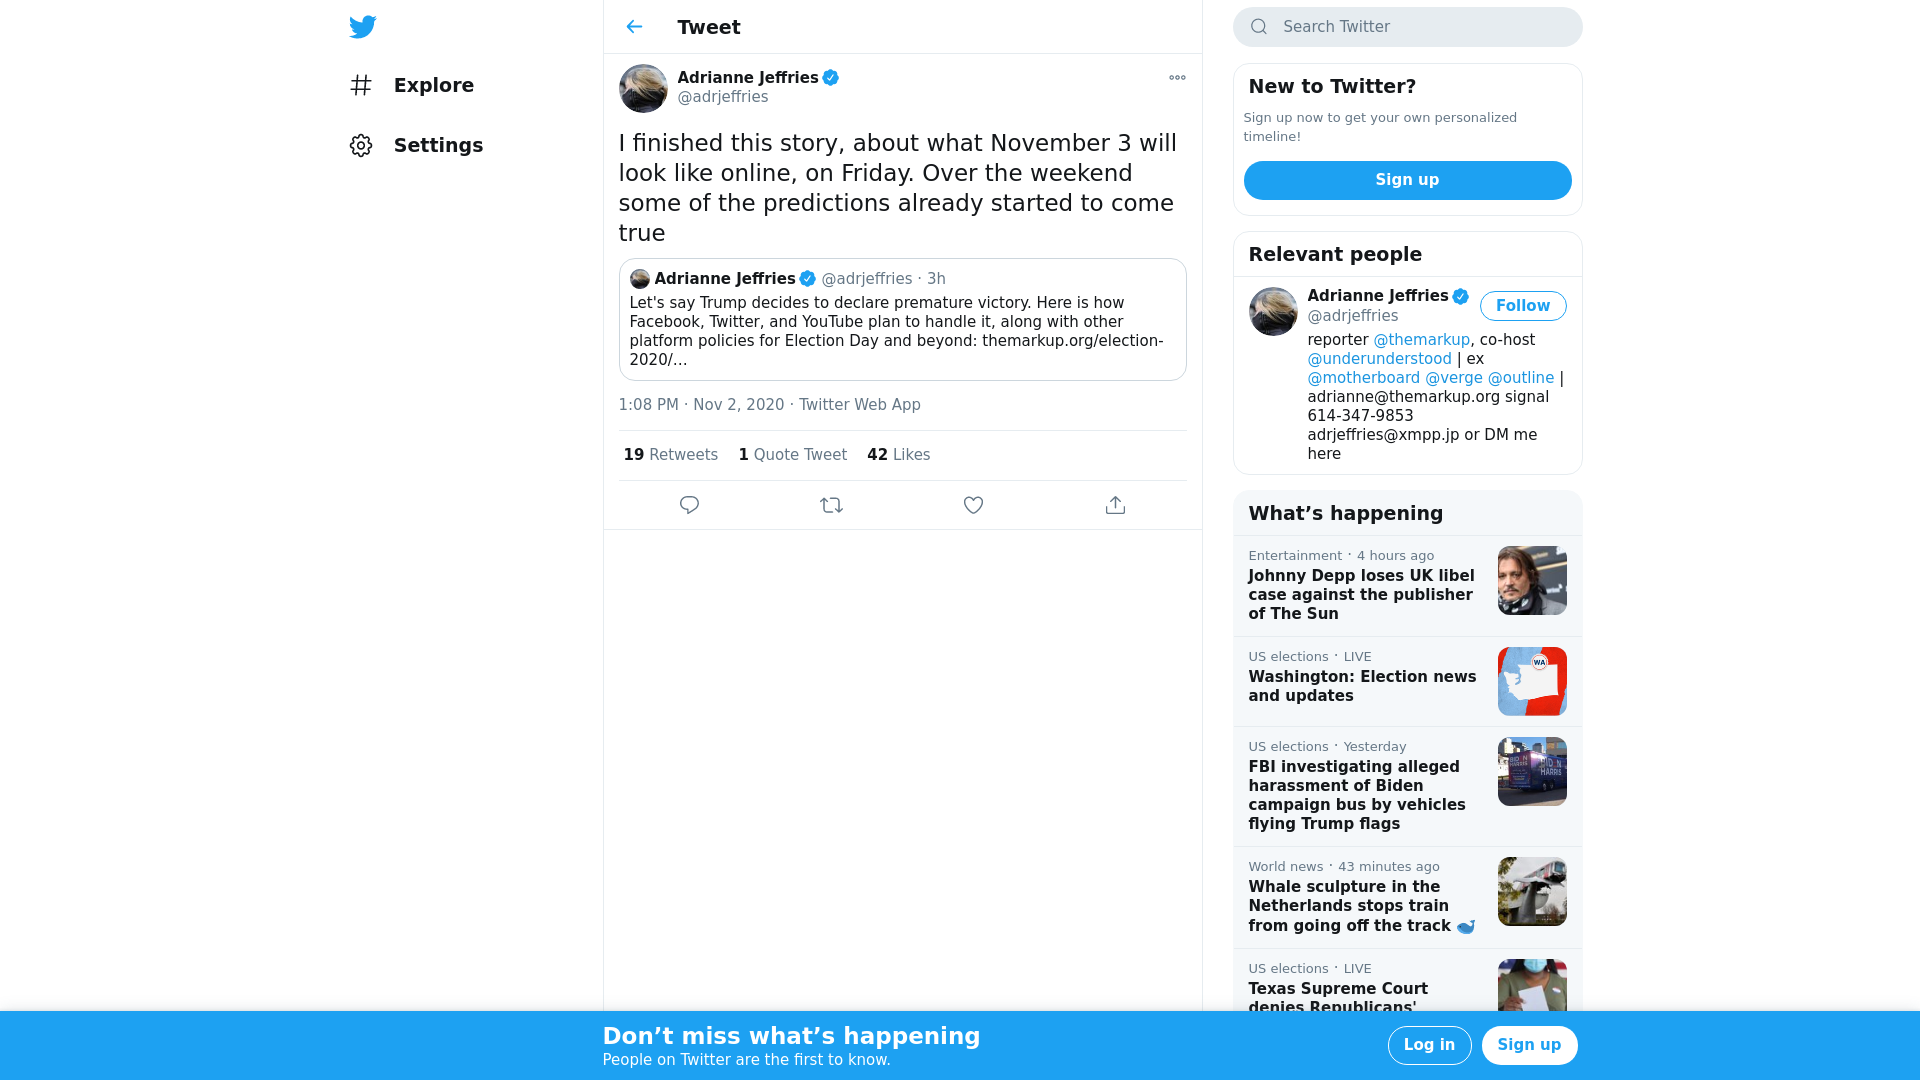 Explore
Settings
Tweet
Adrianne Jeffries
@adrjeffries
I finished this story, about what November 3 will
look like online, on Friday. Over the weekend
some of the predictions already started to come
true
Adrianne Jeffries @adrjeffries · 3h
Let's say Trump decides to declare premature victory. Here is how
Facebook, Twitter, and YouTube plan to handle it, along with other
platform policies for Election Day and beyond: themarkup.org/election-
2020/…
1:08 PM · Nov 2, 2020 · Twitter Web App
19 Retweets 1 Quote Tweet 42 Likes
Search Twitter
New to Twitter?
Sign up now to get your own personalized
timeline!
Sign up
Relevant people
Adrianne Jeffries
@adrjeffries
Follow
reporter @themarkup, co-host
@underunderstood | ex
@motherboard @verge @outline |
adrianne@themarkup.org signal
614-347-9853
adrjeffries@xmpp.jp or DM me
here
What’s happening
Entertainment · 4 hours ago
Johnny Depp loses UK libel
case against the publisher
of The Sun
US elections · LIVE
Washington: Election news
and updates
WA
US elections · Yesterday
FBI investigating alleged
harassment of Biden
campaign bus by vehicles
flying Trump flags
BIDEN
HARRIS
World news · 43 minutes ago
Whale sculpture in the
Netherlands stops train
from going off the track 🐋
US elections · LIVE
Texas Supreme Court
denies Republicans'
Don’t miss what’s happening
People on Twitter are the first to know.
Log in
Sign up